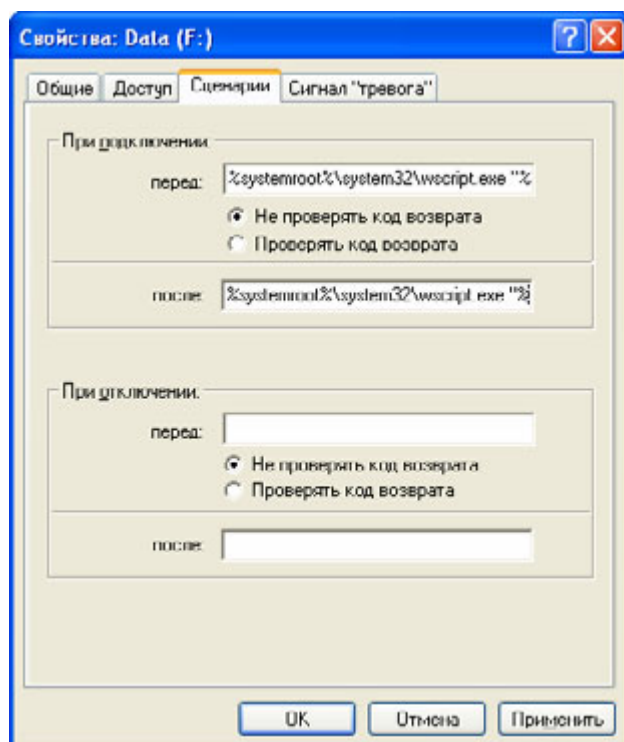 Свойства: Data (F:)
Общие Доступ Сценарии Сигнал "тревога"
При подключении:
перед: %systemroot%\system32\wscript.exe "%
Не проверять код возврата
Проверять код возврата
после: %systemroot%\system32\wscript.exe "%
При отключении:
перед:
Не проверять код возврата
Проверять код возврата
после:
OK Отмена Применить